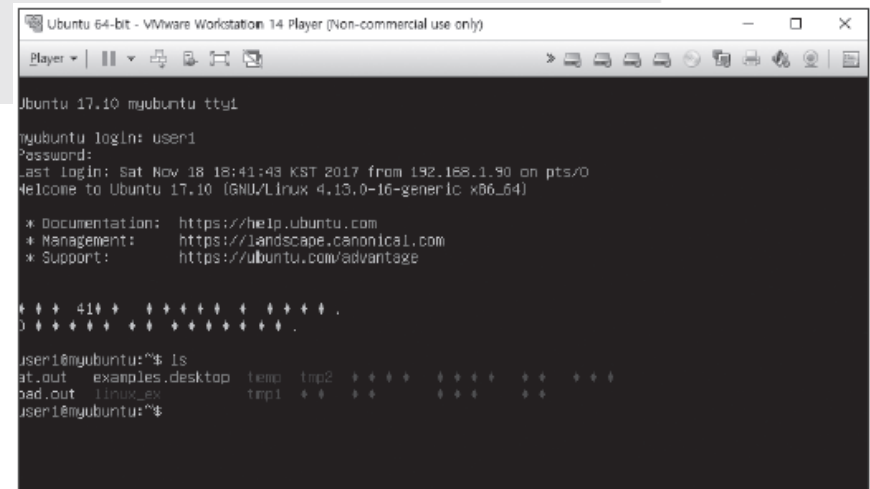 Ubuntu 64-bit - VMware Workstation 14 Player (Non-commercial use only)
Player
Ubuntu 17.10 myubuntu tty1
myubuntu login: user1
Password:
Last login: Sat Nov 18 18:41:43 KST 2017 from 192.168.1.90 on pts/0
Welcome to Ubuntu 17.10 (GNU/Linux 4.13.0-16-generic x86_64)
* Documentation: https://help.ubuntu.com
* Management: https://landscape.canonical.com
* Support: https://ubuntu.com/advantage
♦ ♦ ♦ 41♦ ♦ ♦ ♦ ♦ ♦ ♦ ♦ ♦ ♦ ♦ ♦ .
0 ♦ ♦ ♦ ♦ ♦ ♦ ♦ ♦ ♦ ♦ ♦ ♦ ♦ ♦ .
user1@myubuntu:~$ ls
at.out examples.desktop temp tmp2 ♦ ♦ ♦ ♦ ♦ ♦ ♦ ♦ ♦ ♦ ♦ ♦ ♦
bad.out linux_ex tmp1 ♦ ♦ ♦ ♦ ♦ ♦ ♦ ♦ ♦
user1@myubuntu:~$